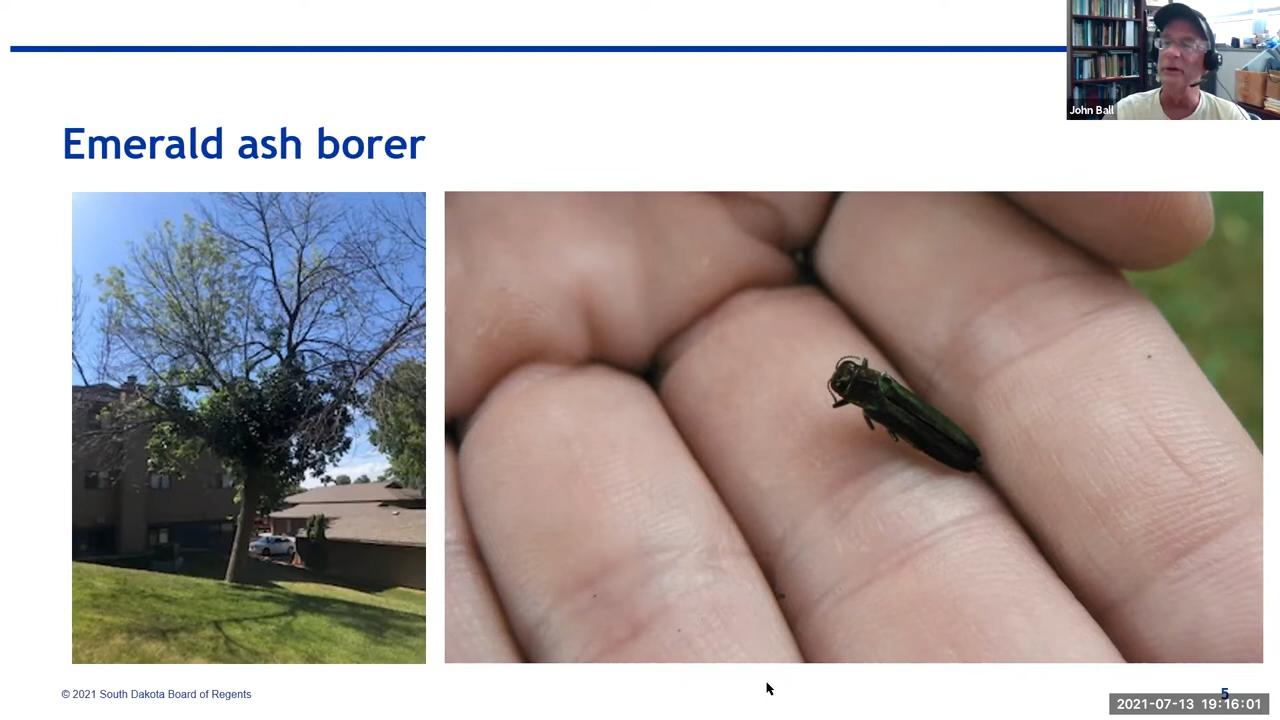 John Ball
Emerald ash borer
© 2021 South Dakota Board of Regents
5
2021-07-13 19:16:01